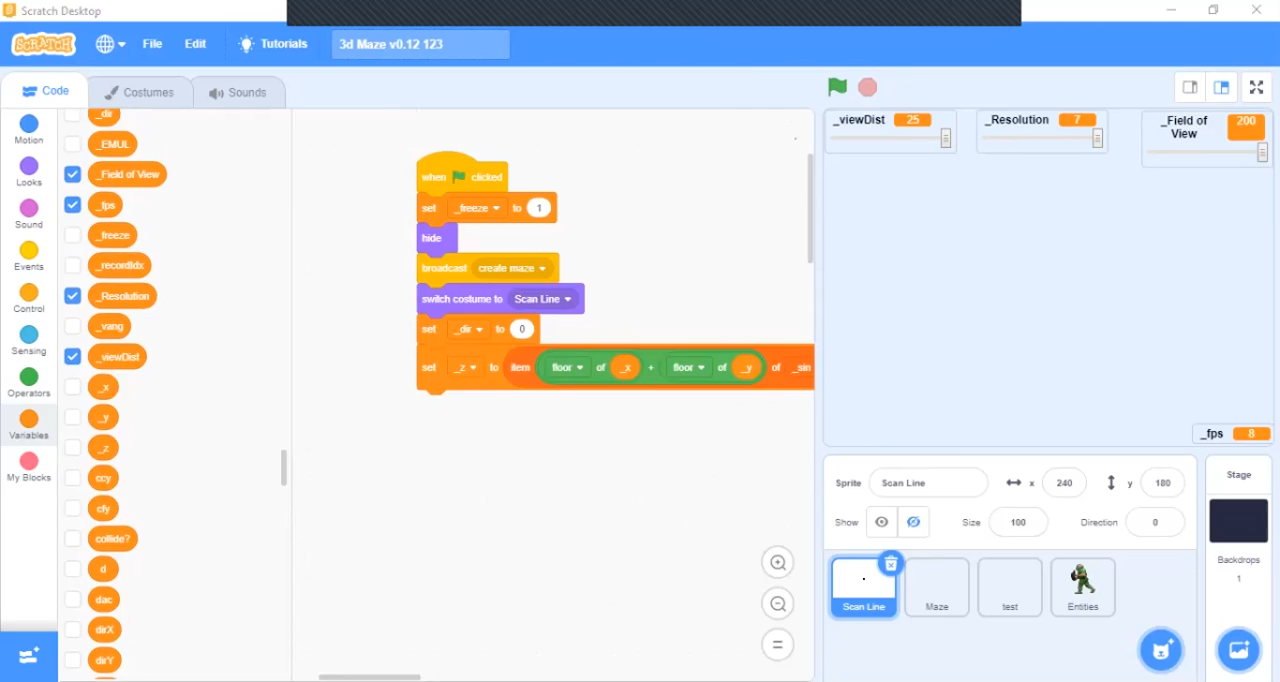 Scratch Desktop
SCRATCH
File Edit Tutorials 3d Maze v0.12 123
Code Costumes Sounds
Motion
Looks
Sound
Events
Control
Sensing
Operators
Variables
My Blocks
_dir
_EMUL
_Field of View
_fps
_freeze
_recordIdx
_Resolution
_vang
_viewDist
_x
_y
_z
ccy
cfy
collide?
d
dac
dirX
dirY
when clicked
set _freeze to 1
hide
broadcast create maze
switch costume to Scan Line
set _dir to 0
set _z to item floor of _x + floor of _y of _sin
_viewDist 25
_Resolution 7
_Field of View 200
_fps 8
Sprite Scan Line x 240 y 180
Show Size 100 Direction 0
Scan Line
Maze
test
Entities
Stage
Backdrops
1